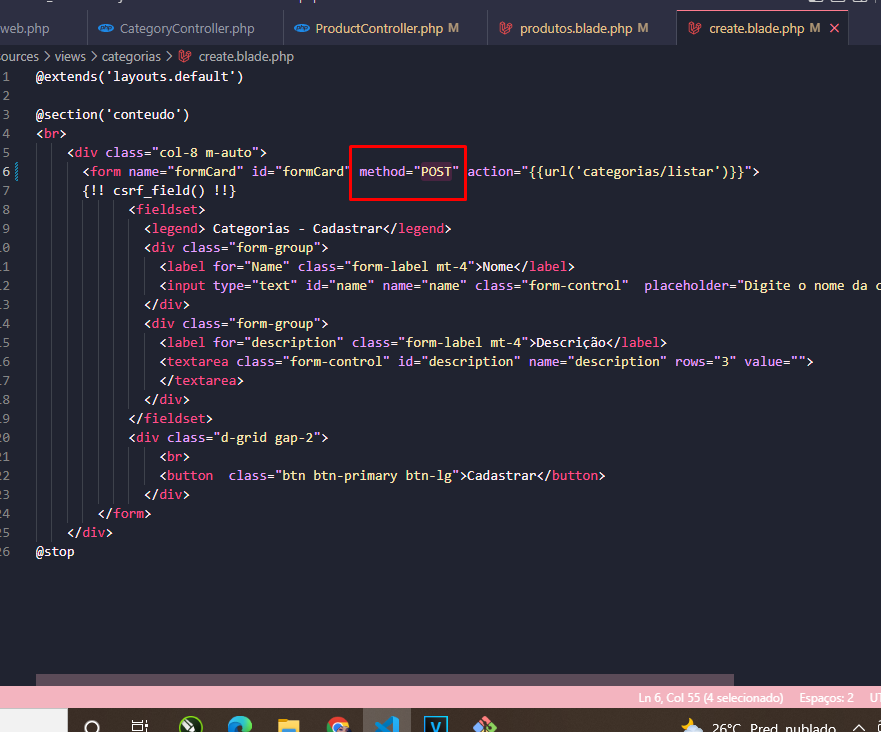 web.php CategoryController.php ProductController.php M produtos.blade.php M create.blade.php M
sources > views > categorias > create.blade.php
1 @extends('layouts.default')
2
3 @section('conteudo')
4 <br>
5 <div class="col-8 m-auto">
6 <form name="formCard" id="formCard" method="POST" action="{{url('categorias/listar')}}">
7 {!! csrf_field() !!}
8 <fieldset>
9 <legend> Categorias - Cadastrar</legend>
10 <div class="form-group">
11 <label for="Name" class="form-label mt-4">Nome</label>
12 <input type="text" id="name" name="name" class="form-control"  placeholder="Digite o nome da c
13 </div>
14 <div class="form-group">
15 <label for="description" class="form-label mt-4">Descrição</label>
16 <textarea class="form-control" id="description" name="description" rows="3" value="">
17 </textarea>
18 </div>
19 </fieldset>
20 <div class="d-grid gap-2">
21 <br>
22 <button  class="btn btn-primary btn-lg">Cadastrar</button>
23 </div>
24 </form>
25 </div>
26 @stop
Ln 6, Col 55 (4 selecionado) Espaços: 2 UT
26°C Pred. nublado